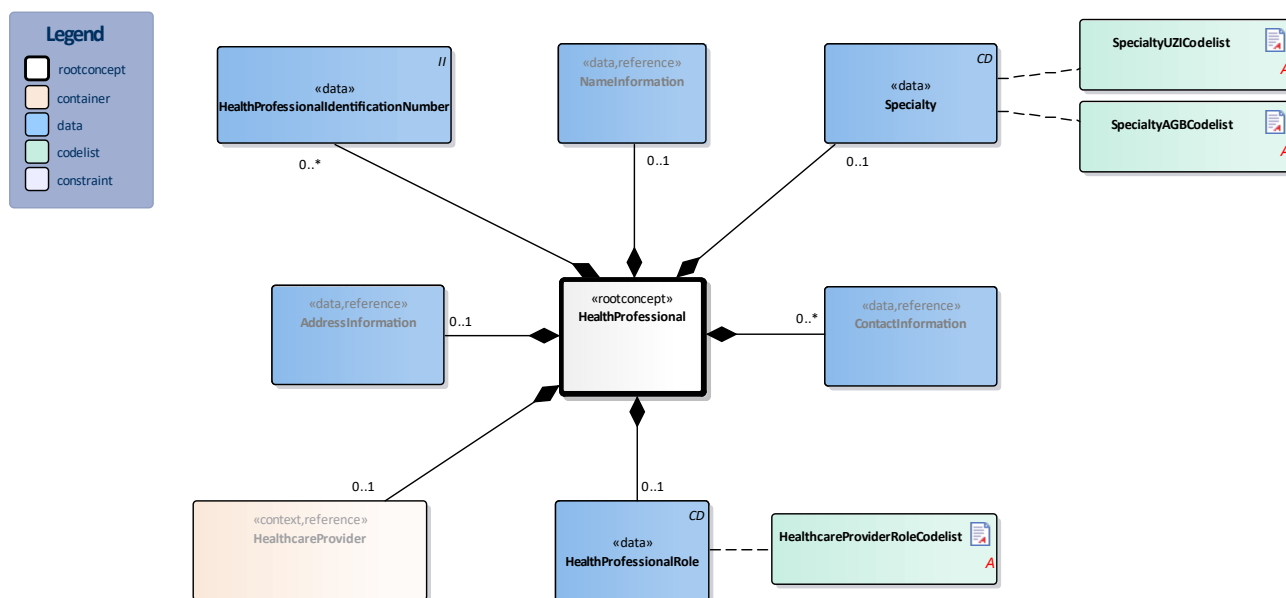 Legend
rootconcept
container
data
codelist
constraint
II
«data»
HealthProfessionalIdentificationNumber
0..*
«data,reference»
NameInformation
0..1
CD
«data»
Specialty
0..1
SpecialtyUZICodelist
A
SpecialtyAGBCodelist
A
«data,reference»
AddressInformation
0..1
«rootconcept»
HealthProfessional
0..*
«data,reference»
ContactInformation
0..1
«context,reference»
HealthcareProvider
0..1
CD
«data»
HealthProfessionalRole
HealthcareProviderRoleCodelist
A